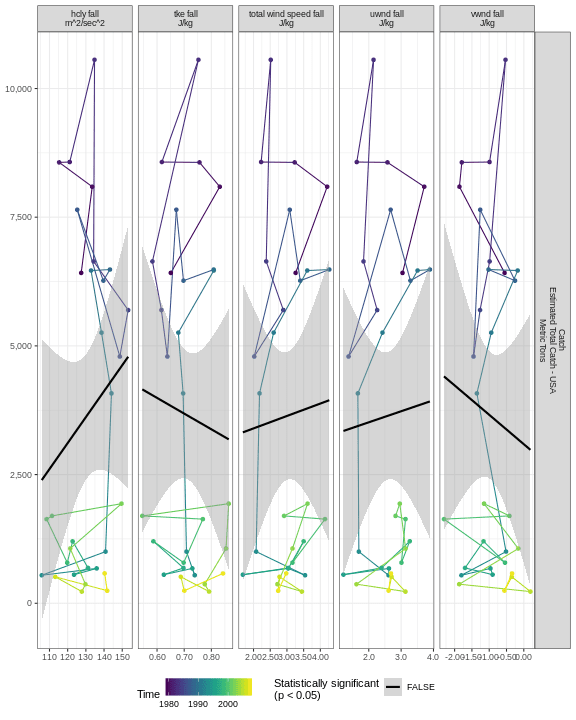 hdly fall
m^2/sec^2
tke fall
J/kg
total wind speed fall
J/kg
uwnd fall
J/kg
vwnd fall
J/kg
10,000
7,500
5,000
2,500
0
Catch
Estimated Total Catch - USA
Metric Tons
110 120 130 140 150
0.60 0.70 0.80
2.00 2.50 3.00 3.50 4.00
2.0 3.0 4.0
-2.00 -1.50 -1.00 -0.50 0.00
Time
1980 1990 2000
Statistically significant
(p < 0.05)
FALSE